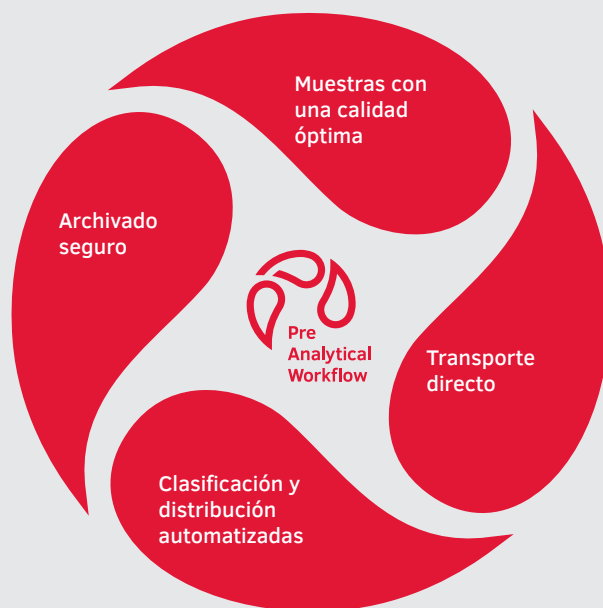 Muestras con
una calidad
óptima
Archivado
seguro
Pre
Analytical
Workflow
Transporte
directo
Clasificación y
distribución
automatizadas